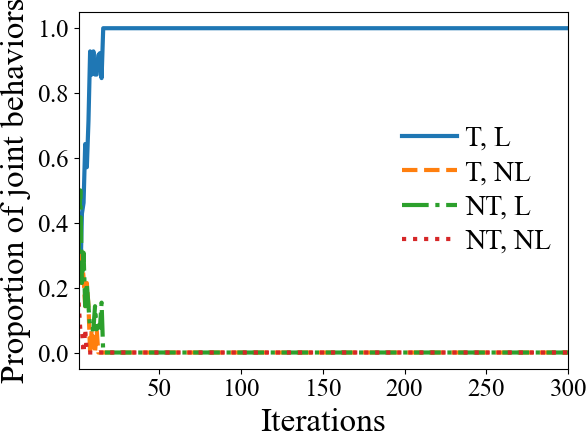 Proportion of joint behaviors
1.0
0.8
0.6
0.4
0.2
0.0
T, L
T, NL
NT, L
NT, NL
50 100 150 200 250 300
Iterations